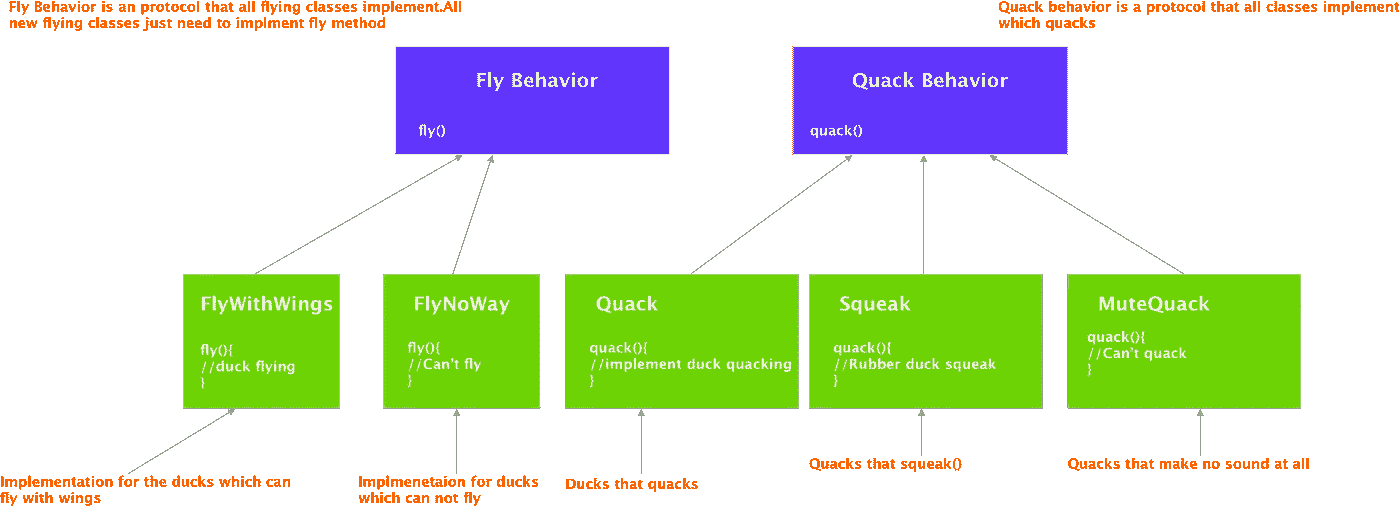 Fly Behavior is an protocol that all flying classes implement.All
new flying classes just need to implment fly method
Quack behavior is a protocol that all classes implement
which quacks
Fly Behavior
fly()
Quack Behavior
quack()
FlyWithWings
fly(){
//duck flying
}
FlyNoWay
fly(){
//Can't fly
}
Quack
quack(){
//implement duck quacking
}
Squeak
quack(){
//Rubber duck squeak
}
MuteQuack
quack(){
//Can't quack
}
Implementation for the ducks which can
fly with wings
Implmenetaion for ducks
which can not fly
Ducks that quacks
Quacks that squeak()
Quacks that make no sound at all